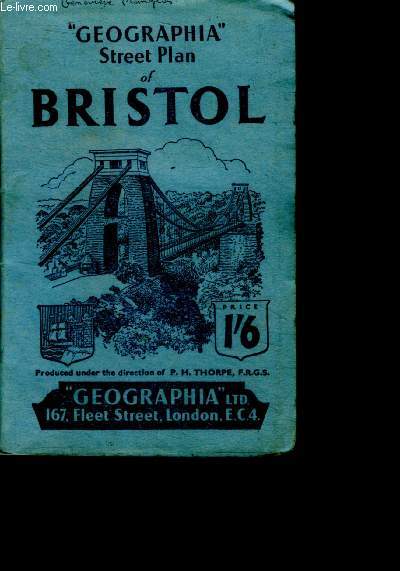 Le-livre.com
Geneviève
"GEOGRAPHIA"
Street Plan
of
BRISTOL
PRICE
1'6
Produced under the direction of P. H. THORPE, F.R.G.S.
"GEOGRAPHIA" LTD.
167, Fleet Street, London, E.C.4.